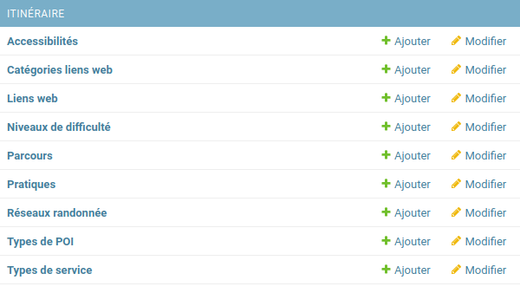 ITINÉRAIRE
Accessibilités Ajouter Modifier
Catégories liens web Ajouter Modifier
Liens web Ajouter Modifier
Niveaux de difficulté Ajouter Modifier
Parcours Ajouter Modifier
Pratiques Ajouter Modifier
Réseaux randonnée Ajouter Modifier
Types de POI Ajouter Modifier
Types de service Ajouter Modifier